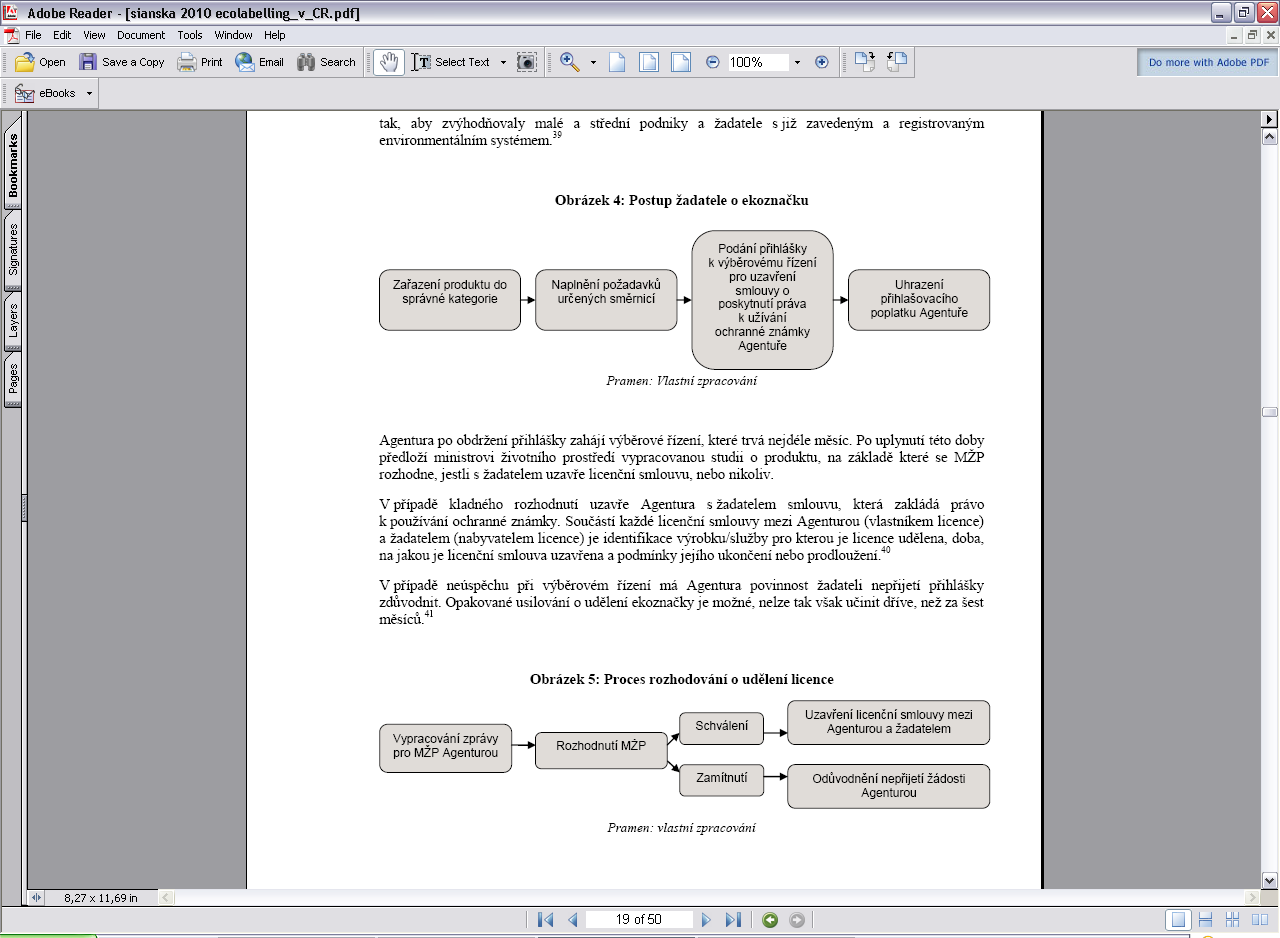 Adobe Reader - [sianska 2010 ecolabelling_v_CR.pdf]
File Edit View Document Tools Window Help
Open Save a Copy Print Email Search Select Text 100% Do more with Adobe PDF
eBooks
Bookmarks
Signatures
Layers
Pages
tak, aby zvýhodňovaly malé a střední podniky a žadatele s již zavedeným a registrovaným
environmentálním systémem.39
Obrázek 4: Postup žadatele o ekoznačku
Zařazení produktu do
správné kategorie
Naplnění požadavků
určených směrnicí
Podání přihlášky
k výběrovému řízení
pro uzavření
smlouvy o
poskytnutí práva
k užívání
ochranné známky
Agentuře
Uhrazení
přihlašovacího
poplatku Agentuře
Pramen: Vlastní zpracování
Agentura po obdržení přihlášky zahájí výběrové řízení, které trvá nejdéle měsíc. Po uplynutí této doby
předloží ministrovi životního prostředí vypracovanou studii o produktu, na základě které se MŽP
rozhodne, jestli s žadatelem uzavře licenční smlouvu, nebo nikoliv.
V případě kladného rozhodnutí uzavře Agentura s žadatelem smlouvu, která zakládá právo
k používání ochranné známky. Součástí každé licenční smlouvy mezi Agenturou (vlastníkem licence)
a žadatelem (nabyvatelem licence) je identifikace výrobku/služby pro kterou je licence udělena, doba,
na jakou je licenční smlouva uzavřena a podmínky jejího ukončení nebo prodloužení.40
V případě neúspěchu při výběrovém řízení má Agentura povinnost žadateli nepřijetí přihlášky
zdůvodnit. Opakované usilování o udělení ekoznačky je možné, nelze tak však učinit dříve, než za šest
měsíců.41
Obrázek 5: Proces rozhodování o udělení licence
Vypracování zprávy
pro MŽP Agenturou
Rozhodnutí MŽP
Schválení
Uzavření licenční smlouvy mezi
Agenturou a žadatelem
Zamítnutí
Odůvodnění nepřijetí žádosti
Agenturou
Pramen: vlastní zpracování
8,27 x 11,69 in
19 of 50